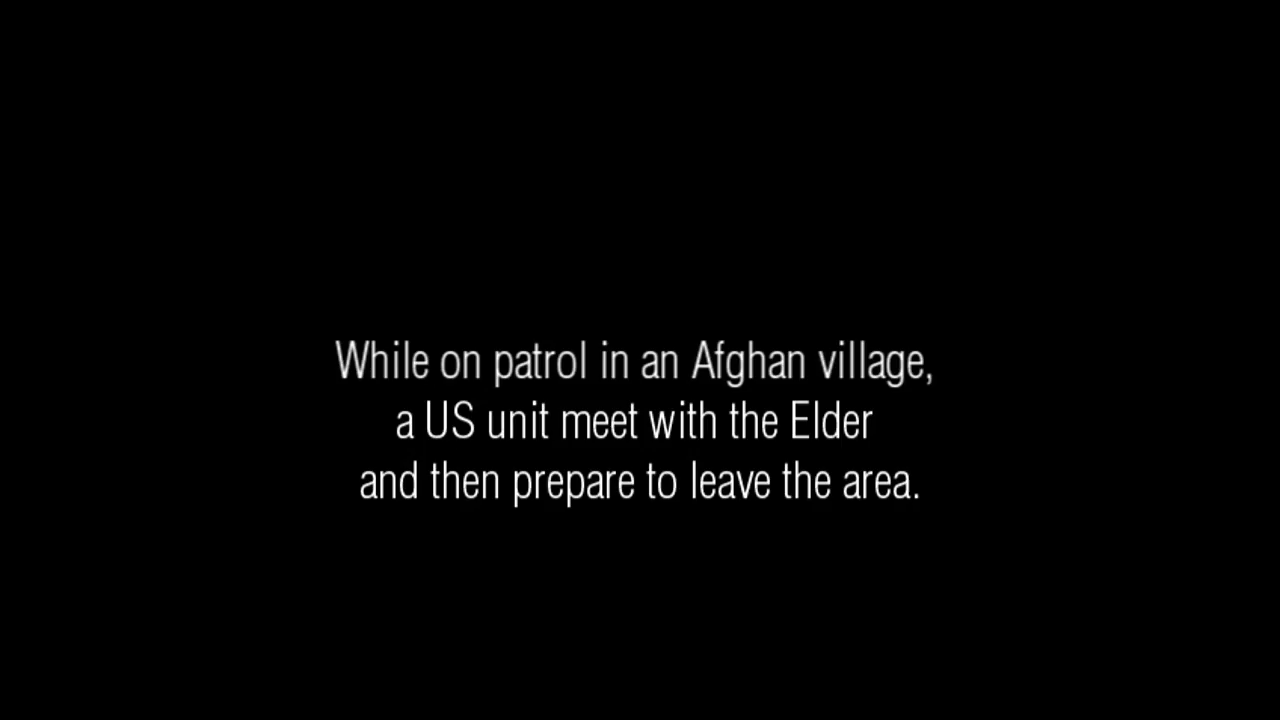 While on patrol in an Afghan village,
a US unit meet with the Elder
and then prepare to leave the area.